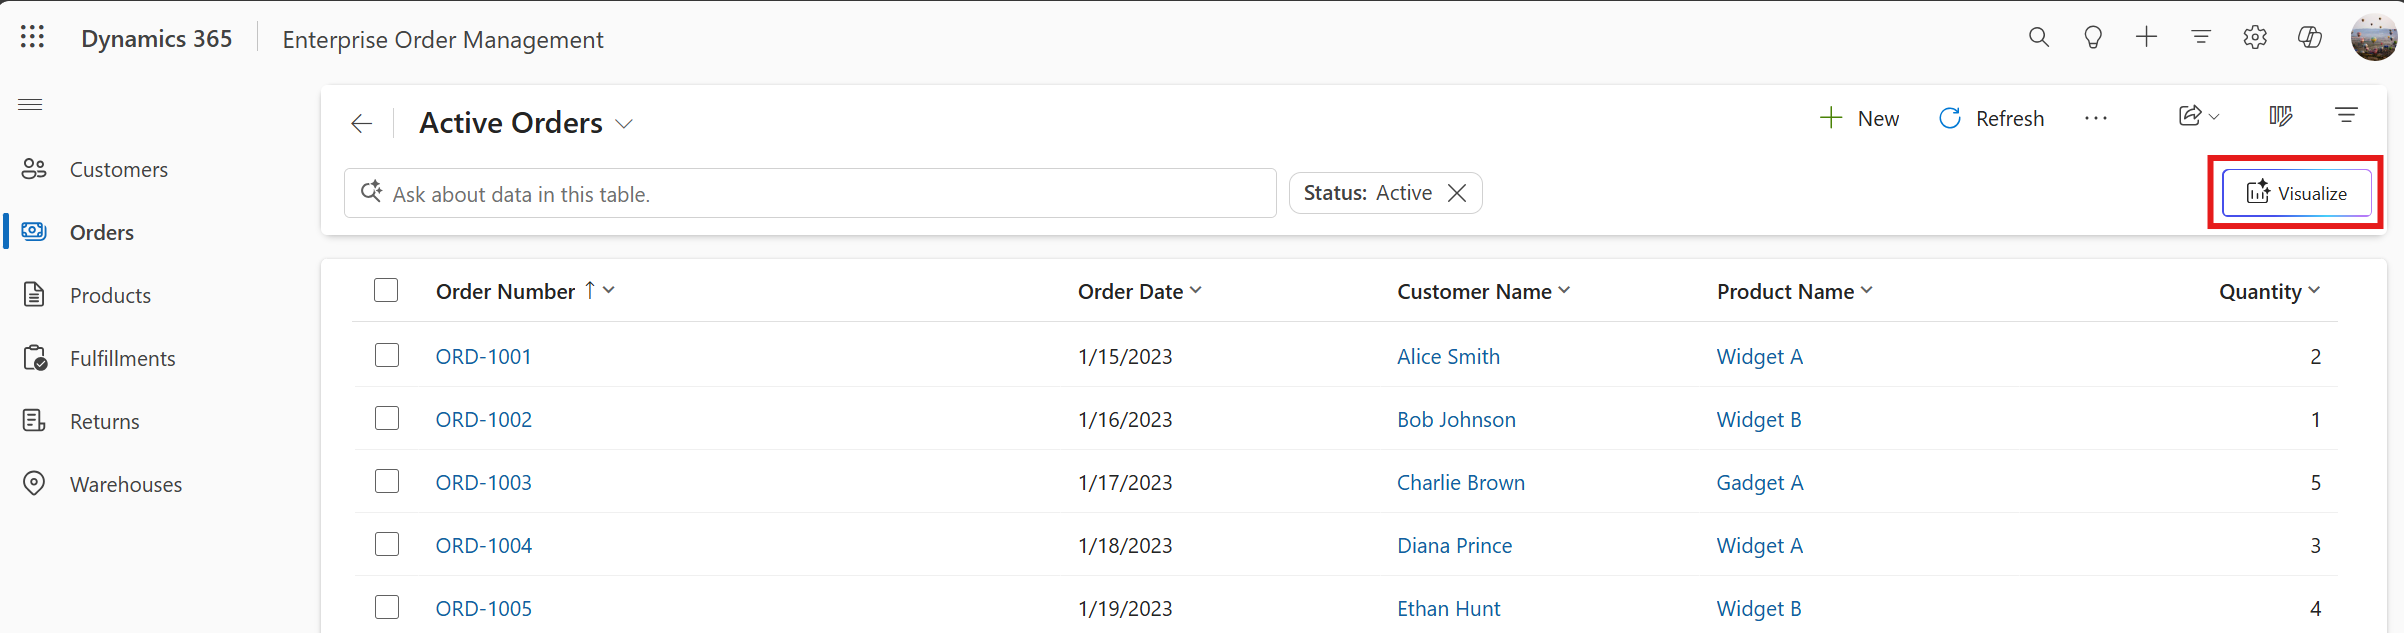 Dynamics 365
Enterprise Order Management
Customers
Orders
Products
Fulfillments
Returns
Warehouses
Active Orders
New
Refresh
Ask about data in this table.
Status: Active
Visualize
Order Number Order Date Customer Name Product Name Quantity
ORD-1001 1/15/2023 Alice Smith Widget A 2
ORD-1002 1/16/2023 Bob Johnson Widget B 1
ORD-1003 1/17/2023 Charlie Brown Gadget A 5
ORD-1004 1/18/2023 Diana Prince Widget A 3
ORD-1005 1/19/2023 Ethan Hunt Widget B 4